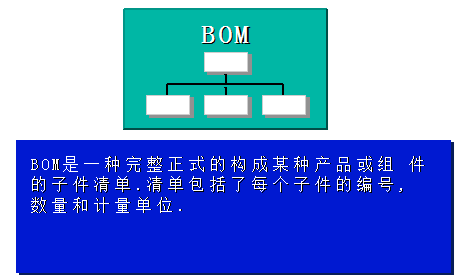 BOM
BOM是一种完整正式的构成某种产品或组 件
的子件清单.清单包括了每个子件的编号,
数量和计量单位.